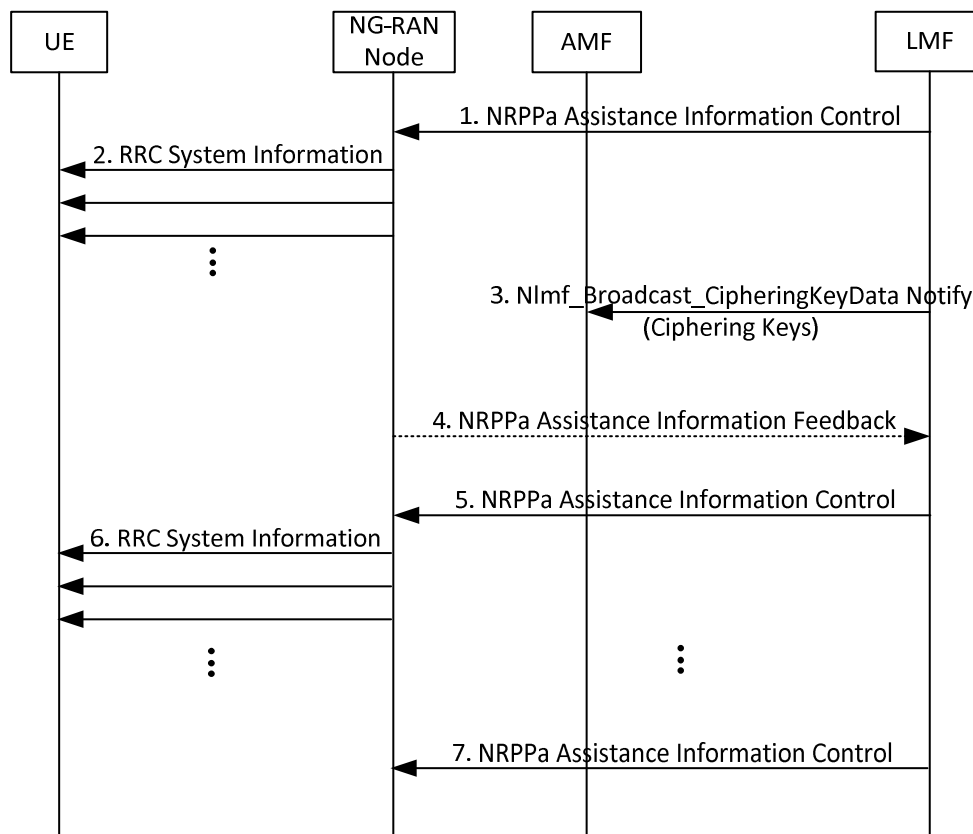 UE
NG-RAN
Node
AMF
LMF
1. NRPPa Assistance Information Control
2. RRC System Information
3. Nlmf_Broadcast_CipheringKeyData Notify
(Ciphering Keys)
4. NRPPa Assistance Information Feedback
5. NRPPa Assistance Information Control
6. RRC System Information
7. NRPPa Assistance Information Control